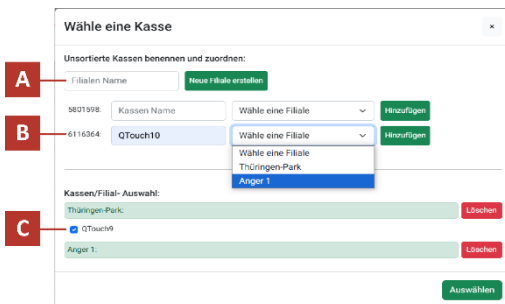 Wähle eine Kasse ×
Unsortierte Kassen benennen und zuordnen:
A Filialen Name Neue Filiale erstellen
5801598: Kassen Name Wähle eine Filiale Hinzufügen
B 6116364: QTouch10 Wähle eine Filiale Hinzufügen
Wähle eine Filiale
Thüringen-Park
Anger 1
Kassen/Filial- Auswahl:
Thüringen-Park: Löschen
C QTouch9
Anger 1: Löschen
Auswählen